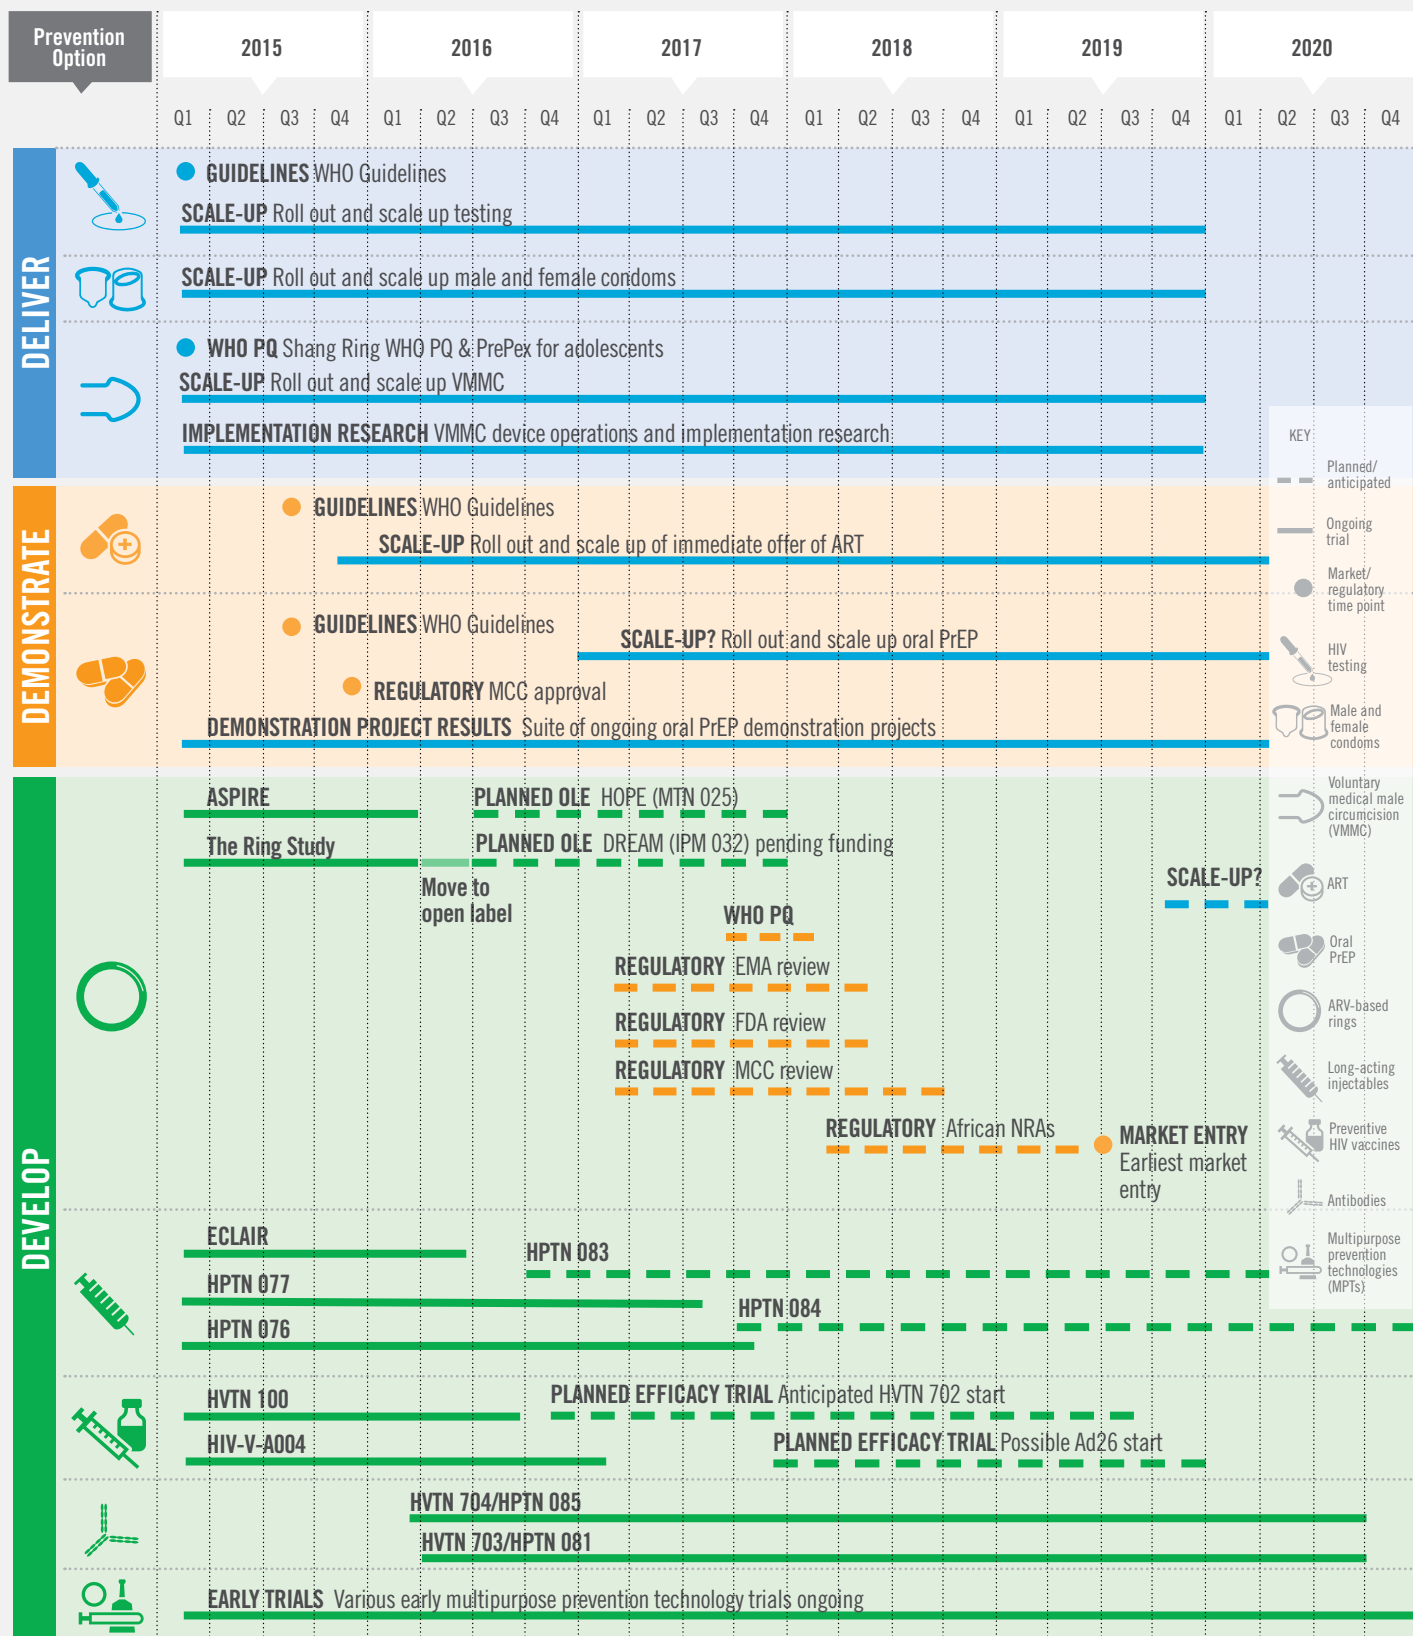 Prevention
Option
2015 2016 2017 2018 2019 2020
Q1 Q2 Q3 Q4 Q1 Q2 Q3 Q4 Q1 Q2 Q3 Q4 Q1 Q2 Q3 Q4 Q1 Q2 Q3 Q4 Q1 Q2 Q3 Q4
DELIVER
GUIDELINES WHO Guidelines
SCALE-UP Roll out and scale up testing
SCALE-UP Roll out and scale up male and female condoms
WHO PQ Shang Ring WHO PQ & PrePex for adolescents
SCALE-UP Roll out and scale up VMMC
IMPLEMENTATION RESEARCH VMMC device operations and implementation research
DEMONSTRATE
GUIDELINES WHO Guidelines
SCALE-UP Roll out and scale up of immediate offer of ART
GUIDELINES WHO Guidelines
SCALE-UP? Roll out and scale up oral PrEP
REGULATORY MCC approval
DEMONSTRATION PROJECT RESULTS Suite of ongoing oral PrEP demonstration projects
DEVELOP
ASPIRE
PLANNED OLE HOPE (MTN 025)
The Ring Study
PLANNED OLE DREAM (IPM 032) pending funding
Move to
open label
SCALE-UP?
WHO PQ
REGULATORY EMA review
REGULATORY FDA review
REGULATORY MCC review
REGULATORY African NRAs
MARKET ENTRY
Earliest market
entry
ECLAIR
HPTN 083
HPTN 077
HPTN 084
HPTN 076
HVTN 100
PLANNED EFFICACY TRIAL Anticipated HVTN 702 start
HIV-V-A004
PLANNED EFFICACY TRIAL Possible Ad26 start
HVTN 704/HPTN 085
HVTN 703/HPTN 081
EARLY TRIALS Various early multipurpose prevention technology trials ongoing
KEY
Planned/
anticipated
Ongoing
trial
Market/
regulatory
time point
HIV
testing
Male and
female
condoms
Voluntary
medical male
circumcision
(VMMC)
ART
Oral
PrEP
ARV-based
rings
Long-acting
injectables
Preventive
HIV vaccines
Antibodies
Multipurpose
prevention
technologies
(MPTs)